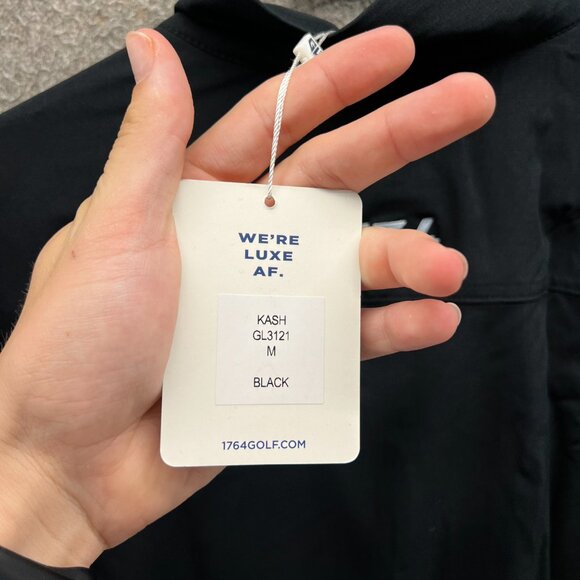 WE'RE
LUXE
AF.
KASH
GL3121
M
BLACK
1764GOLF.COM